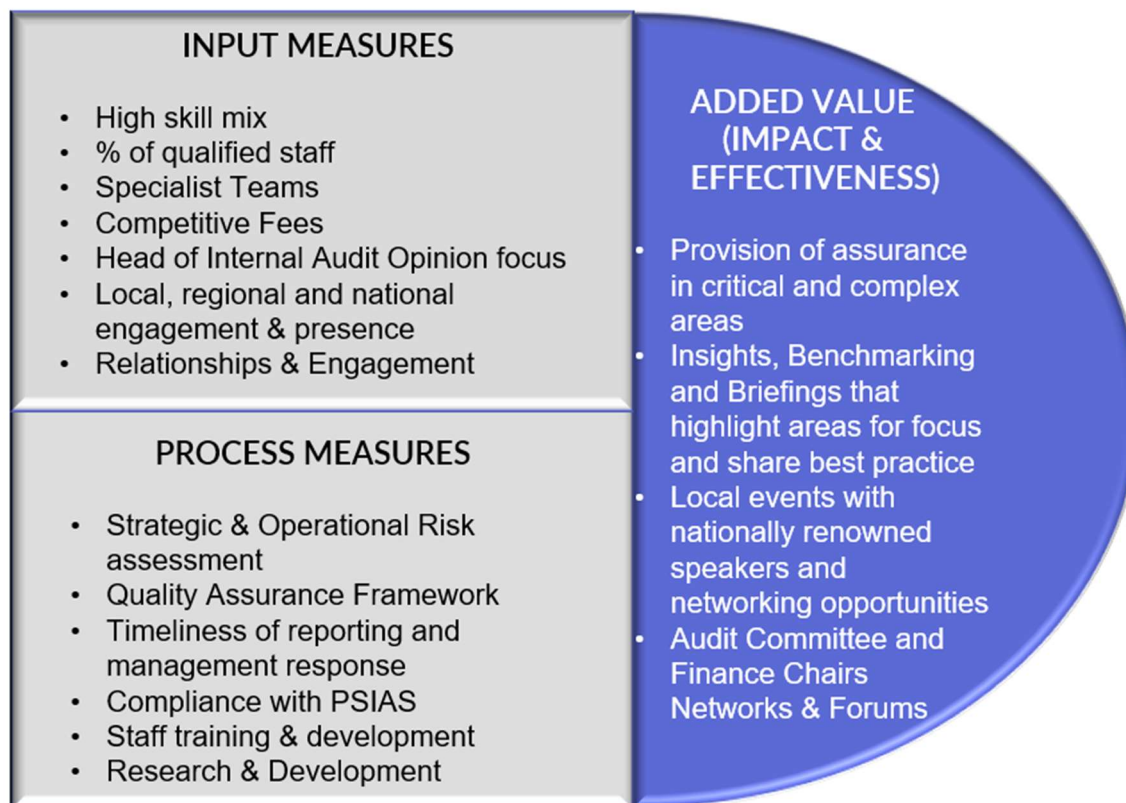 INPUT MEASURES
• High skill mix
• % of qualified staff
• Specialist Teams
• Competitive Fees
• Head of Internal Audit Opinion focus
• Local, regional and national
engagement & presence
• Relationships & Engagement
PROCESS MEASURES
• Strategic & Operational Risk
assessment
• Quality Assurance Framework
• Timeliness of reporting and
management response
• Compliance with PSIAS
• Staff training & development
• Research & Development
ADDED VALUE
(IMPACT &
EFFECTIVENESS)
• Provision of assurance
in critical and complex
areas
• Insights, Benchmarking
and Briefings that
highlight areas for focus
and share best practice
• Local events with
nationally renowned
speakers and
networking opportunities
• Audit Committee and
Finance Chairs
Networks & Forums